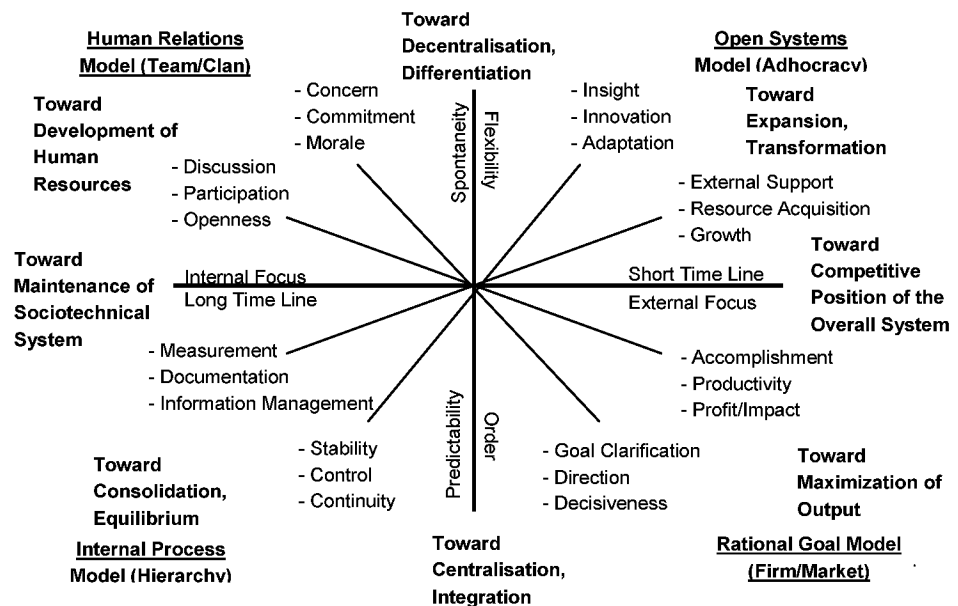 Human Relations
Model (Team/Clan)
Toward
Decentralisation,
Differentiation
Open Systems
Model (Adhocracy)
Toward
Development of
Human
Resources
- Concern
- Commitment
- Morale
Spontaneity
Flexibility
- Insight
- Innovation
- Adaptation
Toward
Expansion,
Transformation
- Discussion
- Participation
- Openness
- External Support
- Resource Acquisition
- Growth
Toward
Maintenance of
Sociotechnical
System
Internal Focus
Long Time Line
Short Time Line
External Focus
Toward
Competitive
Position of the
Overall System
- Measurement
- Documentation
- Information Management
- Accomplishment
- Productivity
- Profit/Impact
Predictability
Order
- Stability
- Control
- Continuity
- Goal Clarification
- Direction
- Decisiveness
Toward
Consolidation,
Equilibrium
Toward
Maximization of
Output
Internal Process
Model (Hierarchy)
Toward
Centralisation,
Integration
Rational Goal Model
(Firm/Market)